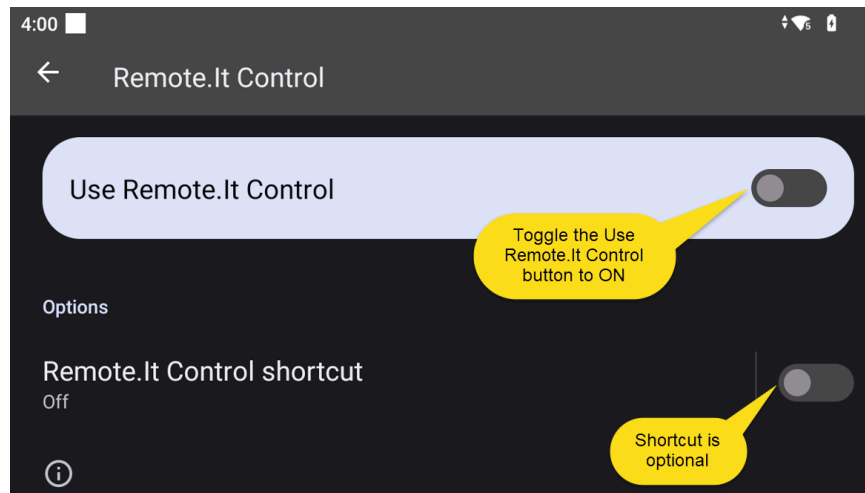 4:00
Remote.It Control
Use Remote.It Control
Toggle the Use
Remote.It Control
button to ON
Options
Remote.It Control shortcut
Off
Shortcut is
optional